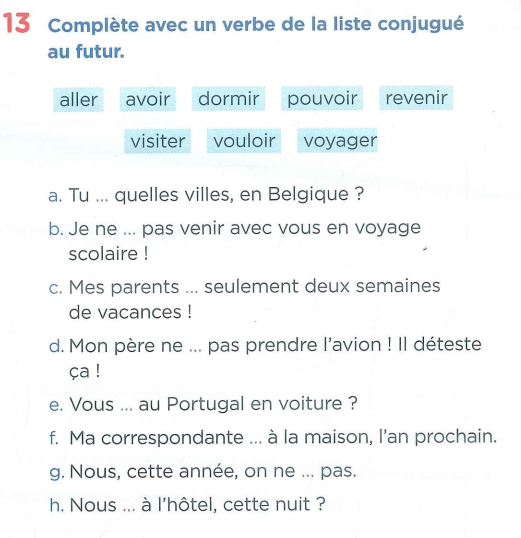 13 Complète avec un verbe de la liste conjugué
au futur.
aller avoir dormir pouvoir revenir
visiter vouloir voyager
a. Tu ... quelles villes, en Belgique ?
b. Je ne ... pas venir avec vous en voyage
scolaire !
c. Mes parents ... seulement deux semaines
de vacances !
d. Mon père ne ... pas prendre l'avion ! Il déteste
ça !
e. Vous ... au Portugal en voiture ?
f. Ma correspondante ... à la maison, l'an prochain.
g. Nous, cette année, on ne ... pas.
h. Nous ... à l'hôtel, cette nuit ?